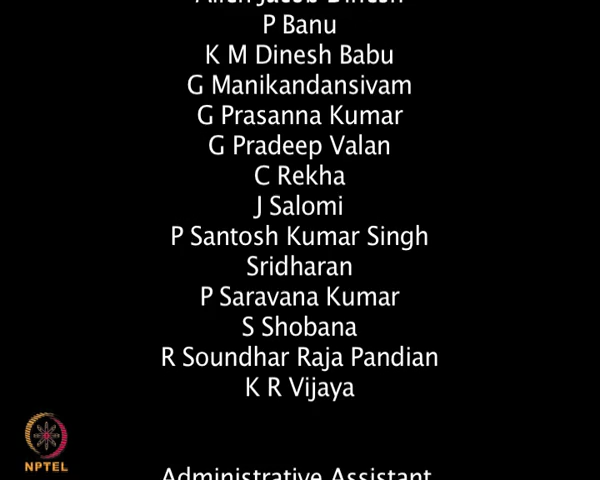 P Banu
K M Dinesh Babu
G Manikandansivam
G Prasanna Kumar
G Pradeep Valan
C Rekha
J Salomi
P Santosh Kumar Singh
Sridharan
P Saravana Kumar
S Shobana
R Soundhar Raja Pandian
K R Vijaya
NPTEL
Administrative Assistant